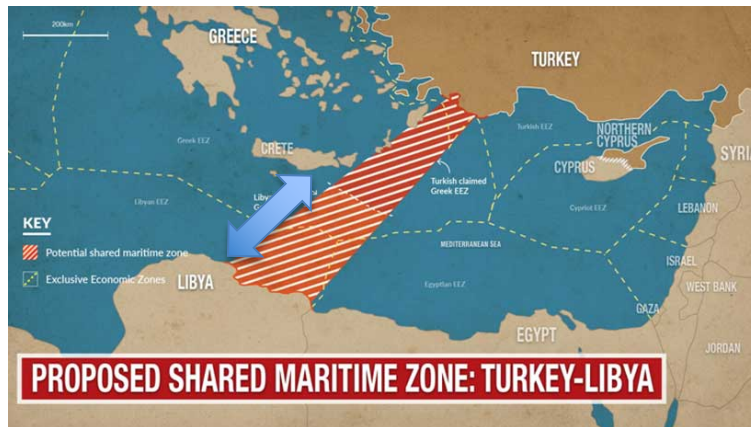 200km
GREECE
TURKEY
Greek EEZ
CRETE
Turkish EEZ
NORTHERN
CYPRUS
CYPRUS
SYRIA
Turkish claimed
Greek EEZ
Libyan EEZ
Cypriot EEZ
LEBANON
KEY
MEDITERRANEAN SEA
Potential shared maritime zone
ISRAEL
LIBYA
Exclusive Economic Zones
Egyptian EEZ
WEST BANK
GAZA
EGYPT
JORDAN
PROPOSED SHARED MARITIME ZONE: TURKEY-LIBYA